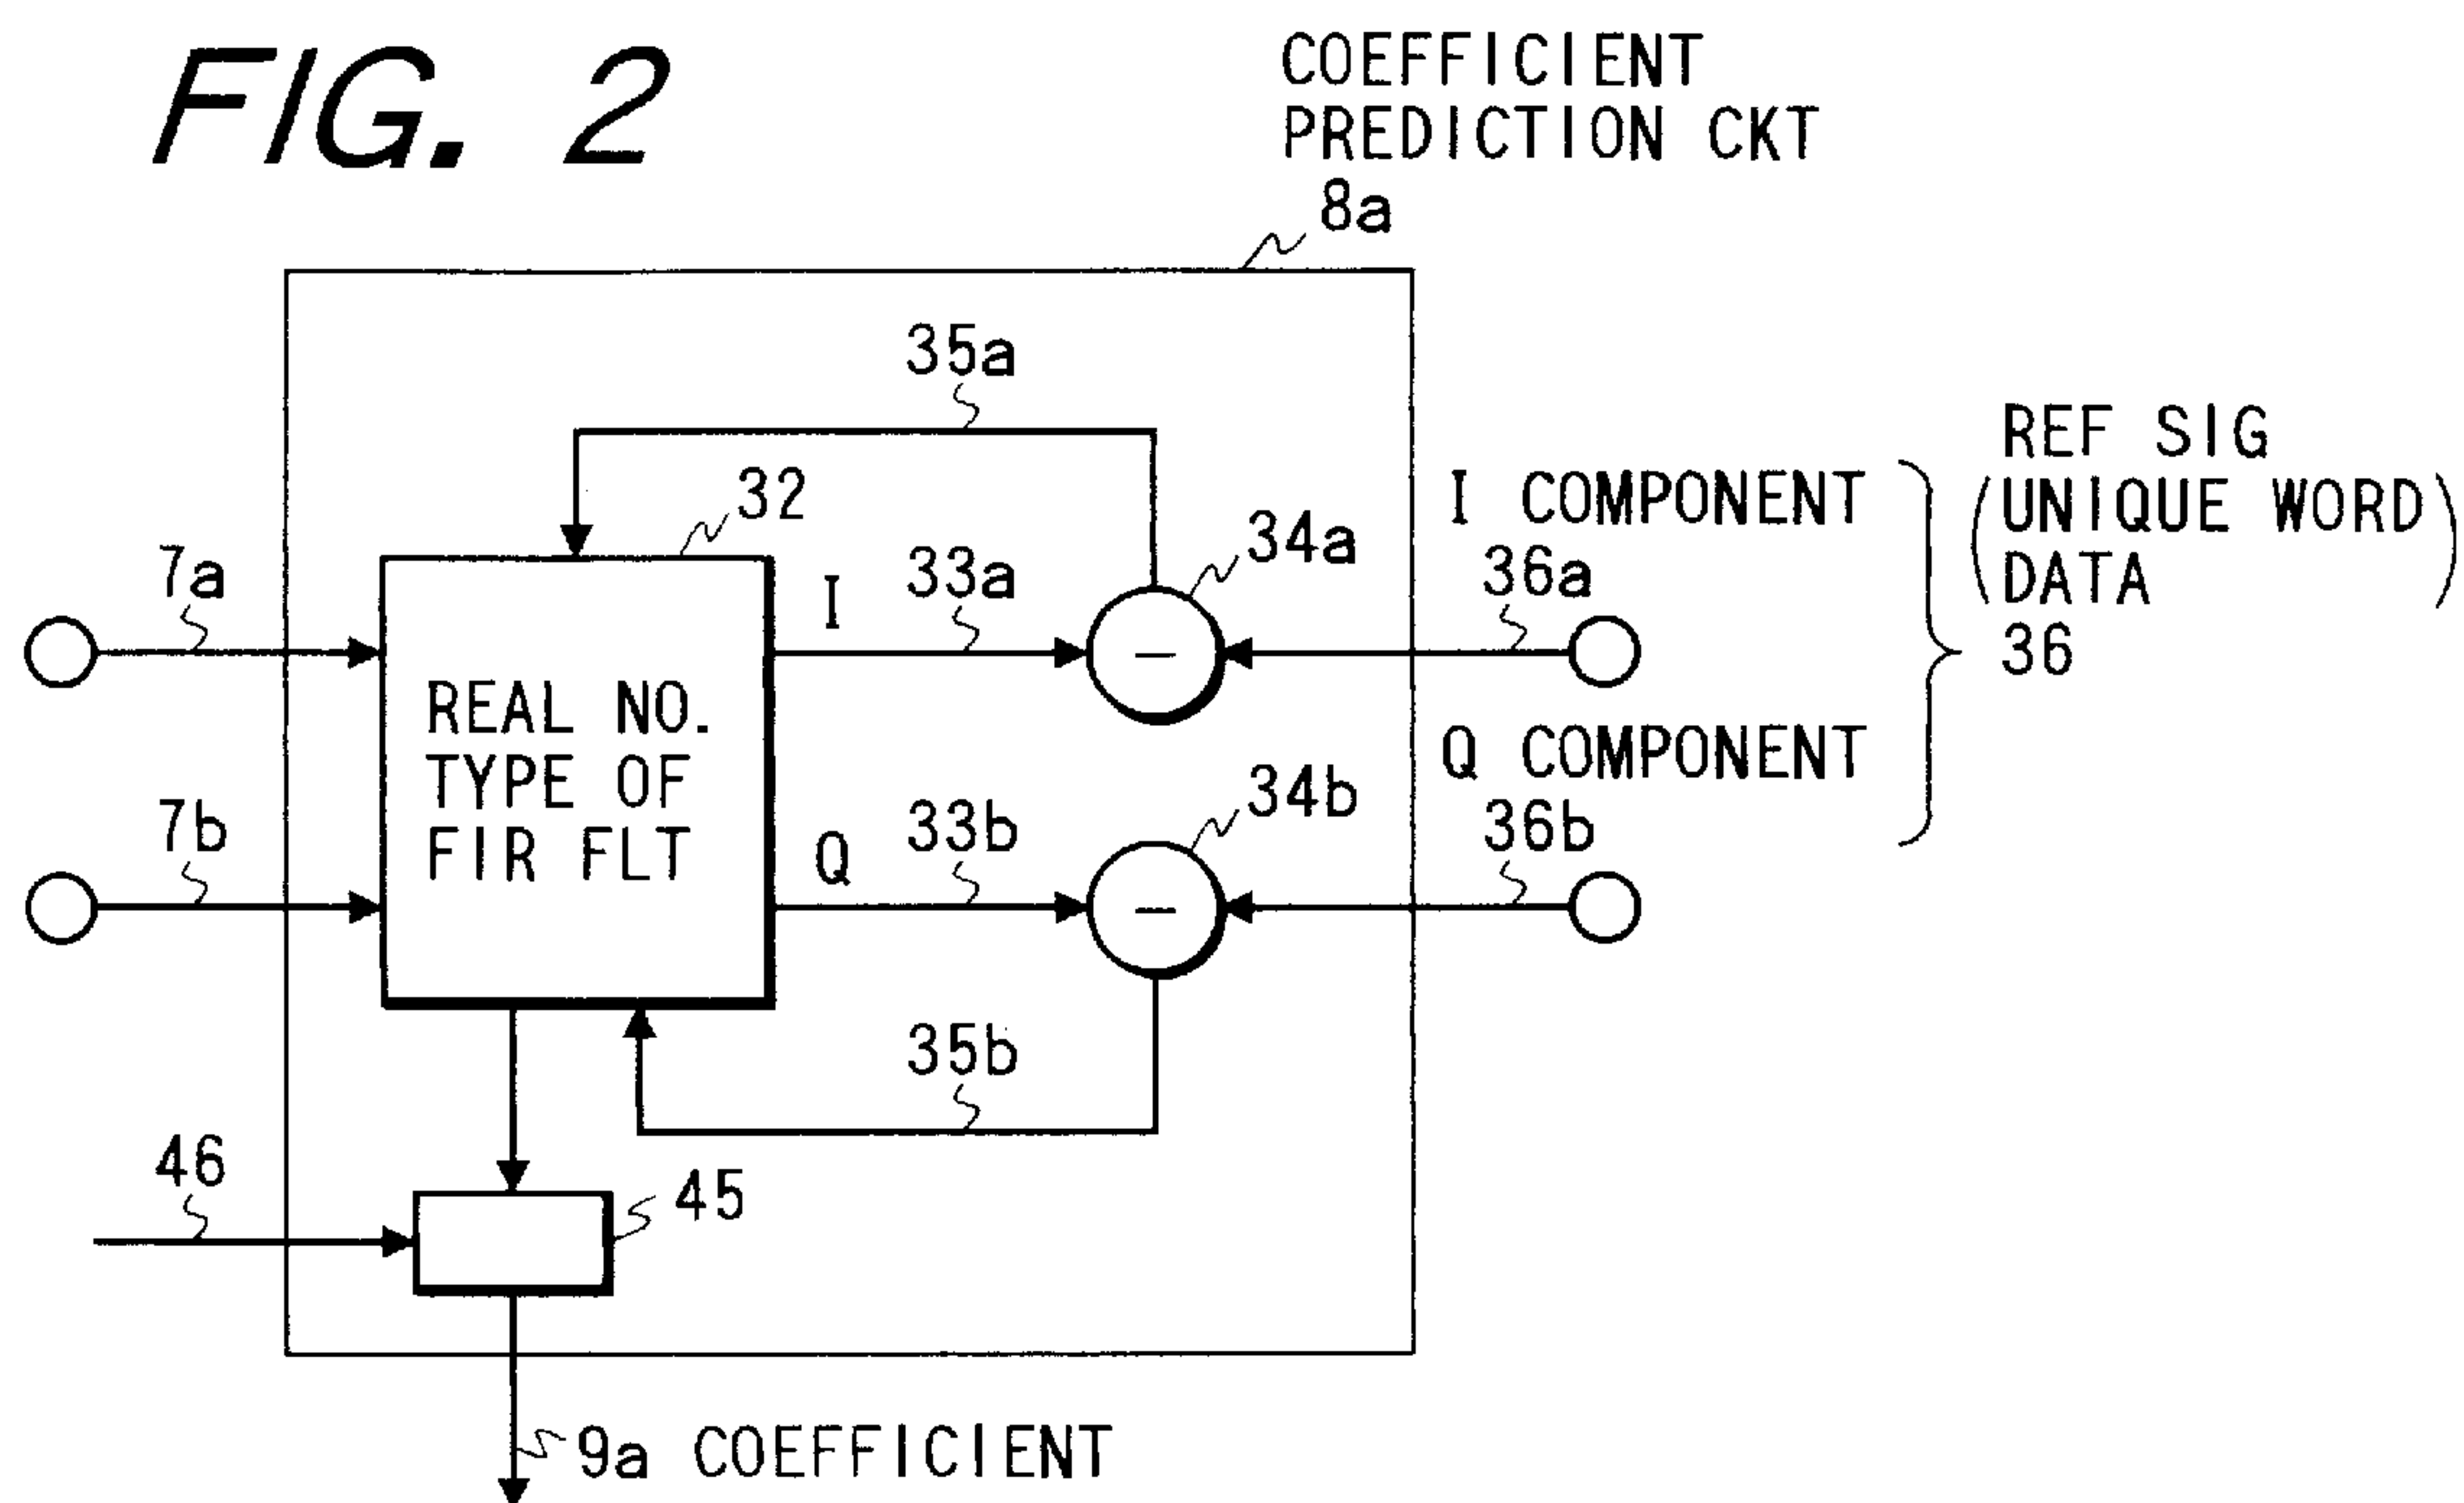 FIG. 2
COEFFICIENT
PREDICTION CKT
8a
35a
32
7a
I
33a
34a
I COMPONENT
36a
REF SIG
(UNIQUE WORD)
DATA
36
REAL NO.
TYPE OF
FIR FLT
7b
Q
33b
34b
Q COMPONENT
36b
35b
46
45
9a COEFFICIENT